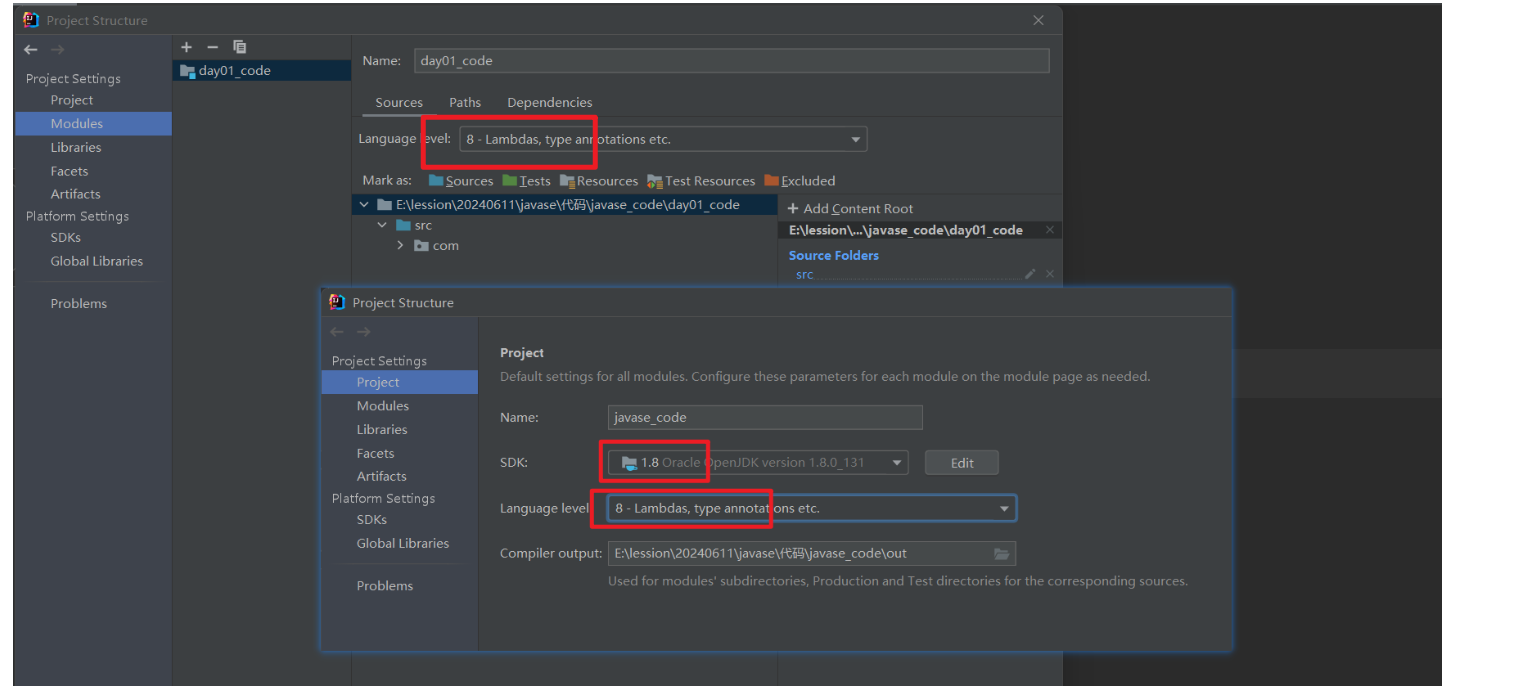 Project Structure
Project Settings
Project
Modules
Libraries
Facets
Artifacts
Platform Settings
SDKs
Global Libraries
Problems
day01_code
Name: day01_code
Sources Paths Dependencies
Language level: 8 - Lambdas, type annotations etc.
Mark as: Sources Tests Resources Test Resources Excluded
E:\lession\20240611\javase\代码\javase_code\day01_code
src
com
+ Add Content Root
E:\lession\...\javase_code\day01_code
Source Folders
src
Project Structure
Project Settings
Project
Modules
Libraries
Facets
Artifacts
Platform Settings
SDKs
Global Libraries
Problems
Project
Default settings for all modules. Configure these parameters for each module on the module page as needed.
Name: javase_code
SDK: 1.8 Oracle OpenJDK version 1.8.0_131 Edit
Language level 8 - Lambdas, type annotations etc.
Compiler output: E:\lession\20240611\javase\代码\javase_code\out
Used for modules' subdirectories, Production and Test directories for the corresponding sources.